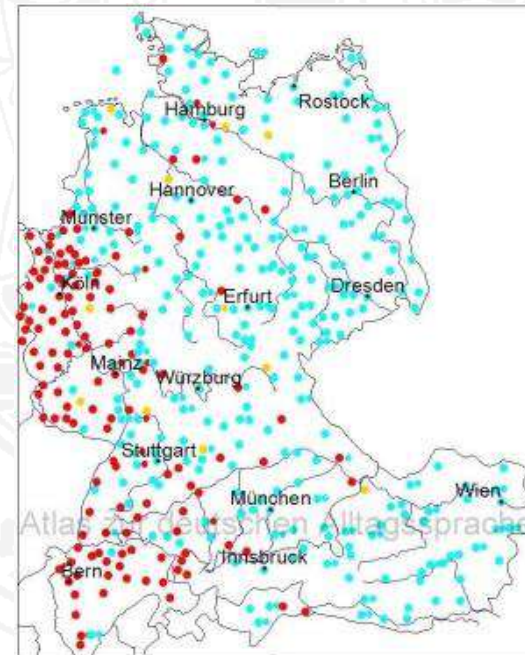 Rostock
Hamburg
Berlin
Hannover
Münster
Köln
Erfurt
Dresden
Mainz
Würzburg
Stuttgart
Wien
München
Atlas zur deutschen Alltagssprache
Innsbruck
Bern